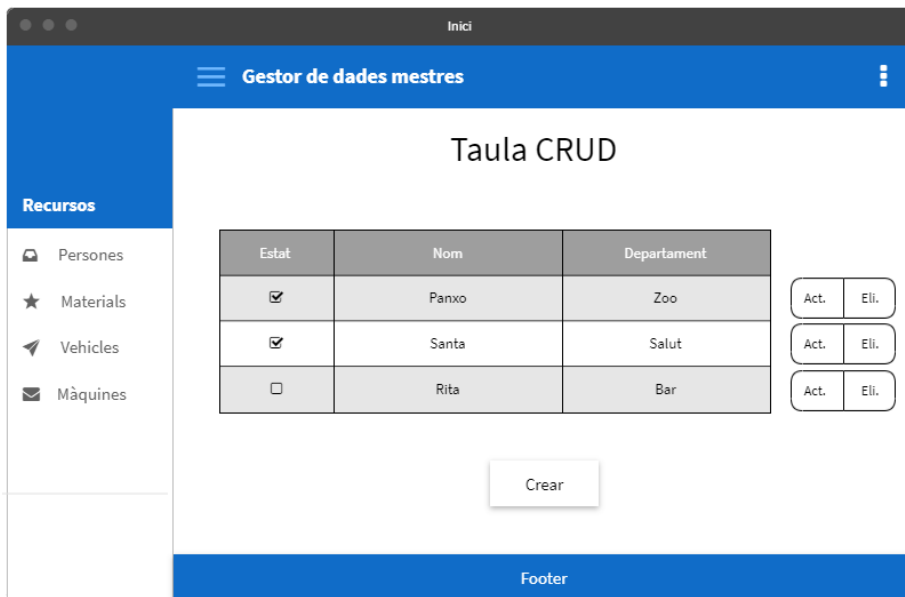 Inici
Gestor de dades mestres
Recursos
Persones
Materials
Vehicles
Màquines
Taula CRUD
Estat Nom Departament
Panxo Zoo Act. Eli.
Santa Salut Act. Eli.
Rita Bar Act. Eli.
Crear
Footer